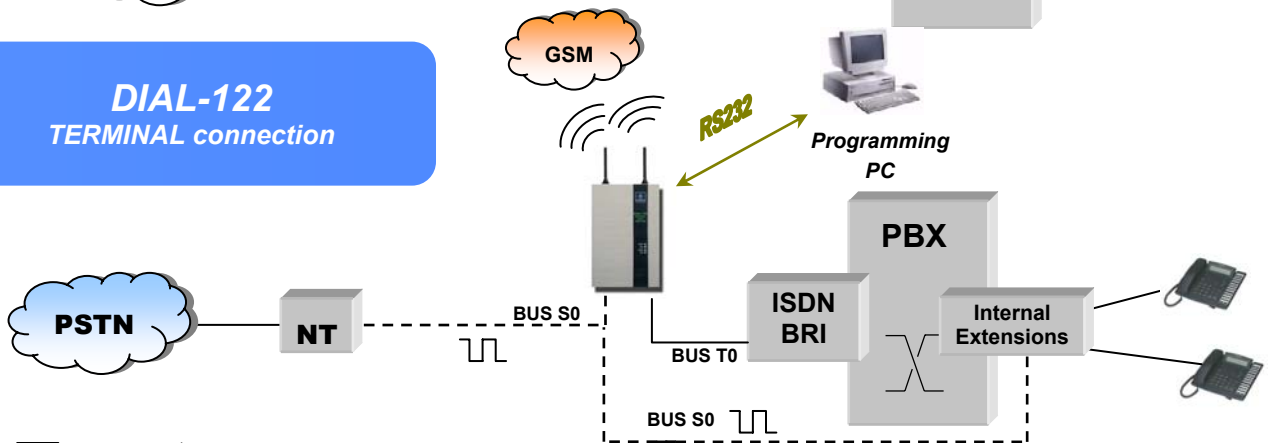 GSM
DIAL-122
TERMINAL connection
RS232
Programming
PC
PBX
PSTN
NT
BUS S0
BUS T0
ISDN
BRI
Internal
Extensions
BUS S0